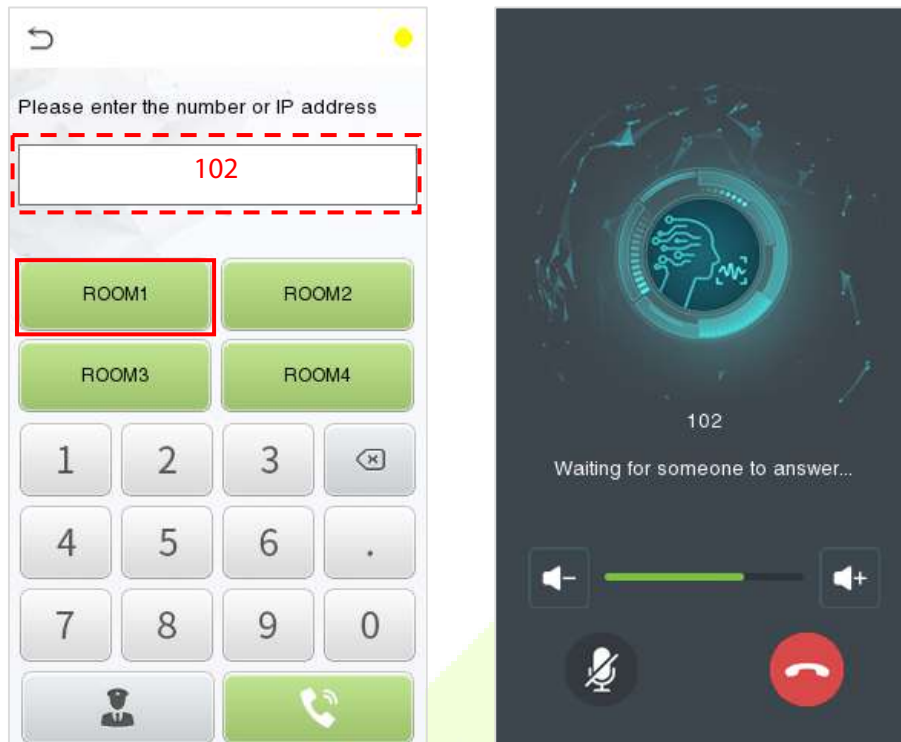 Please enter the number or IP address
102
ROOM1 ROOM2
ROOM3 ROOM4
1 2 3
4 5 6 .
7 8 9 0
102
Waiting for someone to answer...